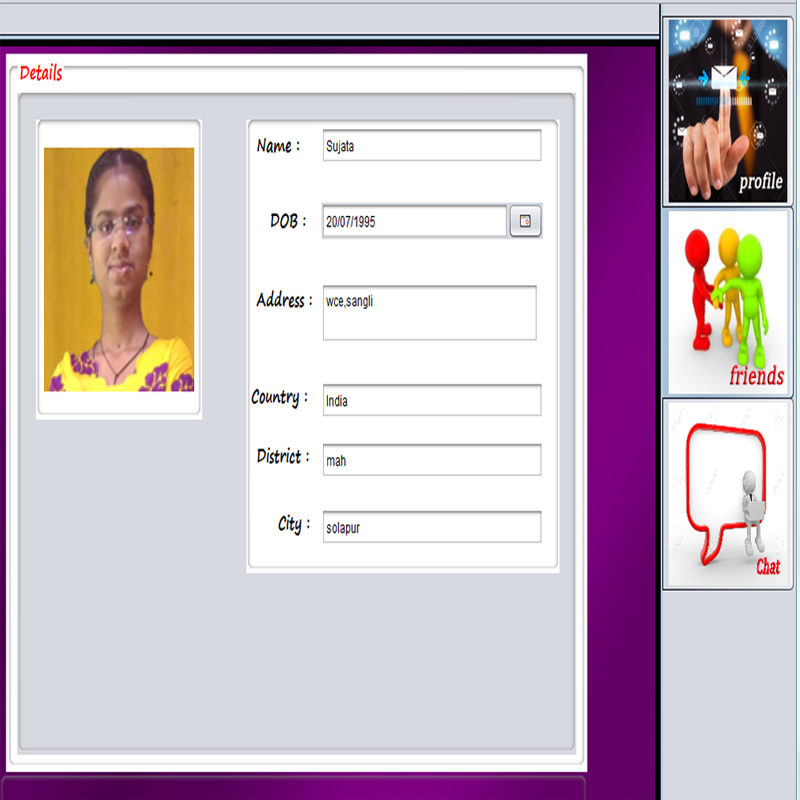 Details
Name : Sujata
DOB : 20/07/1995
Address : wce,sangli
Country : India
District : mah
City : solapur
profile
friends
Chat